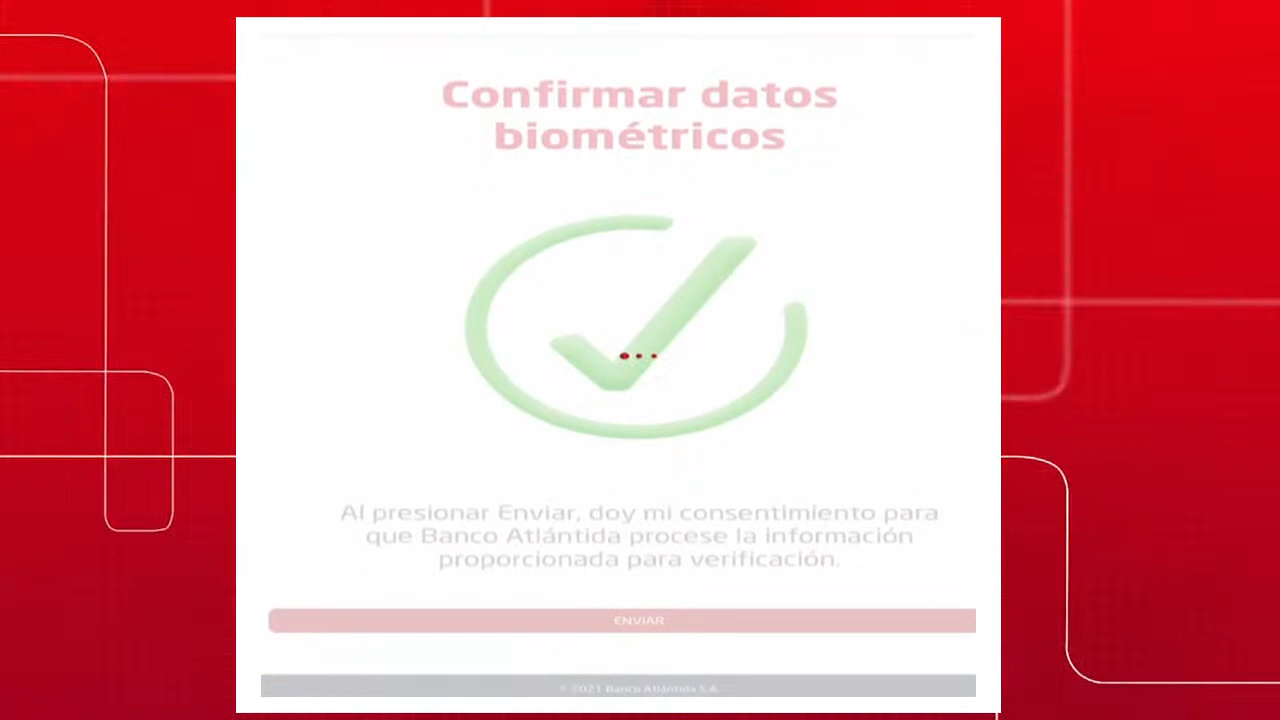 Confirmar datos
biométricos
Al presionar Enviar, doy mi consentimiento para
que Banco Atlántida procese la información
proporcionada para verificación.
ENVIAR
© 2021 Banco Atlántida S.A.